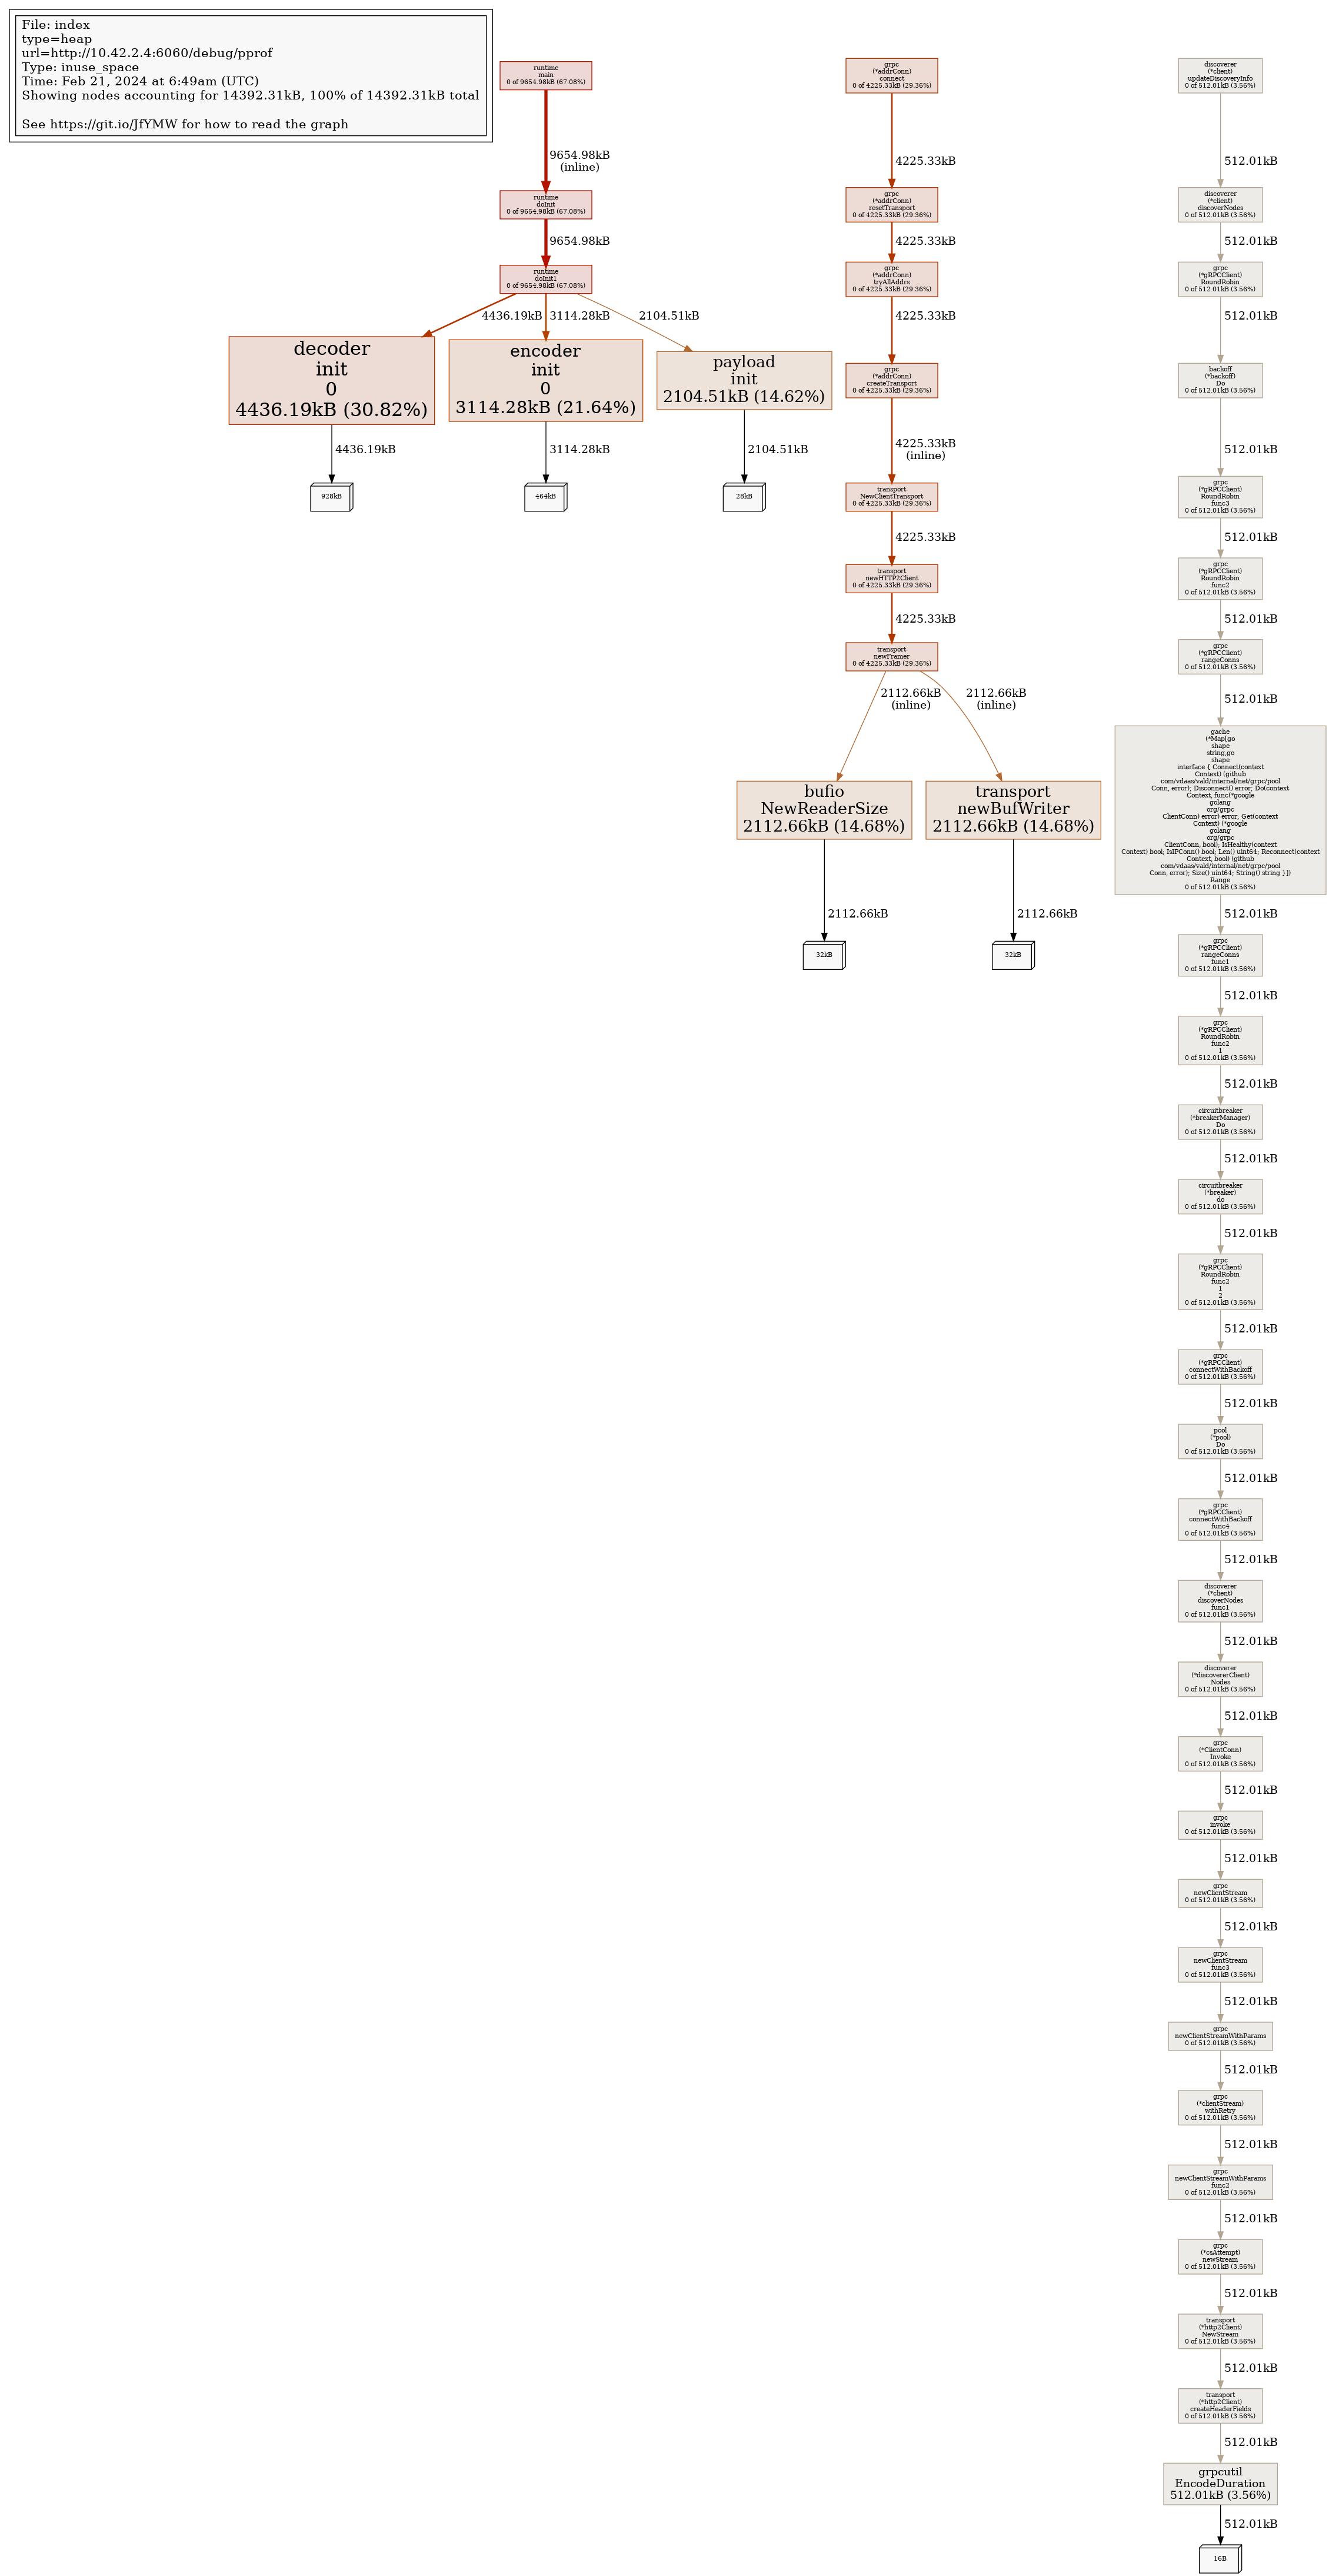 File: index
type=heap
url=http://10.42.2.4:6060/debug/pprof
Type: inuse_space
Time: Feb 21, 2024 at 6:49am (UTC)
Showing nodes accounting for 14392.31kB, 100% of 14392.31kB total
See https://git.io/JfYMW for how to read the graph
runtime
main
0 of 9654.98kB (67.08%)
9654.98kB
(inline)
runtime
doInit
0 of 9654.98kB (67.08%)
9654.98kB
runtime
doInit1
0 of 9654.98kB (67.08%)
4436.19kB
3114.28kB
2104.51kB
decoder
init
0
4436.19kB (30.82%)
encoder
init
0
3114.28kB (21.64%)
payload
init
2104.51kB (14.62%)
4436.19kB
3114.28kB
2104.51kB
928kB
464kB
28kB
grpc
(*addrConn)
connect
0 of 4225.33kB (29.36%)
4225.33kB
grpc
(*addrConn)
resetTransport
0 of 4225.33kB (29.36%)
4225.33kB
grpc
(*addrConn)
tryAllAddrs
0 of 4225.33kB (29.36%)
4225.33kB
grpc
(*addrConn)
createTransport
0 of 4225.33kB (29.36%)
4225.33kB
(inline)
transport
NewClientTransport
0 of 4225.33kB (29.36%)
4225.33kB
transport
newHTTP2Client
0 of 4225.33kB (29.36%)
4225.33kB
transport
newFramer
0 of 4225.33kB (29.36%)
2112.66kB
(inline)
2112.66kB
(inline)
bufio
NewReaderSize
2112.66kB (14.68%)
transport
newBufWriter
2112.66kB (14.68%)
2112.66kB
2112.66kB
32kB
32kB
discoverer
(*client)
updateDiscoveryInfo
0 of 512.01kB (3.56%)
512.01kB
discoverer
(*client)
discoverNodes
0 of 512.01kB (3.56%)
512.01kB
grpc
(*gRPCClient)
RoundRobin
0 of 512.01kB (3.56%)
512.01kB
backoff
(*backoff)
Do
0 of 512.01kB (3.56%)
512.01kB
grpc
(*gRPCClient)
RoundRobin
func3
0 of 512.01kB (3.56%)
512.01kB
grpc
(*gRPCClient)
RoundRobin
func2
0 of 512.01kB (3.56%)
512.01kB
grpc
(*gRPCClient)
rangeConns
0 of 512.01kB (3.56%)
512.01kB
gache
(*Map[go
shape
string,go
shape
interface { Connect(context
Context) (github
com/vdaas/vald/internal/net/grpc/pool
Conn, error); Disconnect() error; Do(context
Context, func(*google
golang
org/grpc
ClientConn) error) error; Get(context
Context) (*google
golang
org/grpc
ClientConn, bool); IsHealthy(context
Context) bool; IsIPConn() bool; Len() uint64; Reconnect(context
Context, bool) (github
com/vdaas/vald/internal/net/grpc/pool
Conn, error); Size() uint64; String() string }])
Range
0 of 512.01kB (3.56%)
512.01kB
grpc
(*gRPCClient)
rangeConns
func1
0 of 512.01kB (3.56%)
512.01kB
grpc
(*gRPCClient)
RoundRobin
func2
1
0 of 512.01kB (3.56%)
512.01kB
circuitbreaker
(*breakerManager)
Do
0 of 512.01kB (3.56%)
512.01kB
circuitbreaker
(*breaker)
do
0 of 512.01kB (3.56%)
512.01kB
grpc
(*gRPCClient)
RoundRobin
func2
1
2
0 of 512.01kB (3.56%)
512.01kB
grpc
(*gRPCClient)
connectWithBackoff
0 of 512.01kB (3.56%)
512.01kB
pool
(*pool)
Do
0 of 512.01kB (3.56%)
512.01kB
grpc
(*gRPCClient)
connectWithBackoff
func4
0 of 512.01kB (3.56%)
512.01kB
discoverer
(*client)
discoverNodes
func1
0 of 512.01kB (3.56%)
512.01kB
discoverer
(*discovererClient)
Nodes
0 of 512.01kB (3.56%)
512.01kB
grpc
(*ClientConn)
Invoke
0 of 512.01kB (3.56%)
512.01kB
grpc
invoke
0 of 512.01kB (3.56%)
512.01kB
grpc
newClientStream
0 of 512.01kB (3.56%)
512.01kB
grpc
newClientStream
func3
0 of 512.01kB (3.56%)
512.01kB
grpc
newClientStreamWithParams
0 of 512.01kB (3.56%)
512.01kB
grpc
(*clientStream)
withRetry
0 of 512.01kB (3.56%)
512.01kB
grpc
newClientStreamWithParams
func2
0 of 512.01kB (3.56%)
512.01kB
grpc
(*csAttempt)
newStream
0 of 512.01kB (3.56%)
512.01kB
transport
(*http2Client)
NewStream
0 of 512.01kB (3.56%)
512.01kB
transport
(*http2Client)
createHeaderFields
0 of 512.01kB (3.56%)
512.01kB
grpcutil
EncodeDuration
512.01kB (3.56%)
512.01kB
16B